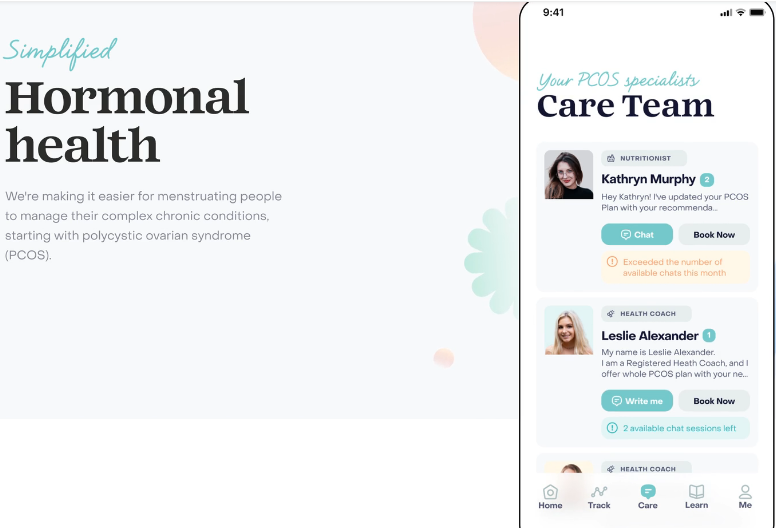 Simplified
Hormonal
health
We're making it easier for menstruating people
to manage their complex chronic conditions,
starting with polycystic ovarian syndrome
(PCOS).
9:41
Your PCOS specialists
Care Team
NUTRITIONIST
Kathryn Murphy 2
Hey Kathryn! I've updated your PCOS
Plan with your recommenda...
Chat Book Now
Exceeded the number of
available chats this month
HEALTH COACH
Leslie Alexander 1
My name is Leslie Alexander.
I am a Registered Heath Coach, and I
offer whole PCOS plan with your ne...
Write me Book Now
2 available chat sessions left
HEALTH COACH
Home Track Care Learn Me